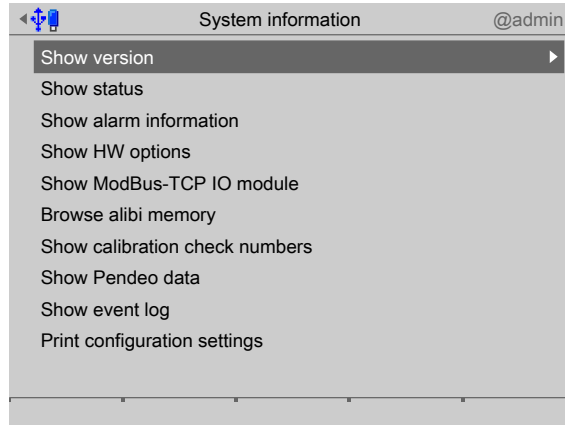 System information @admin
Show version
Show status
Show alarm information
Show HW options
Show ModBus-TCP IO module
Browse alibi memory
Show calibration check numbers
Show Pendeo data
Show event log
Print configuration settings